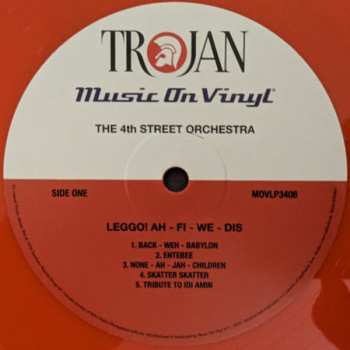 TROJAN
Music On Vinyl
THE 4th STREET ORCHESTRA
SIDE ONE
MOVLP3408
LEGGO! AH - FI - WE - DIS
1. BACK - WEH - BABYLON
2. ENTEBEE
3. NONE - AH - JAH - CHILDREN
4. SKATTER SKATTER
5. TRIBUTE TO IDI AMIN